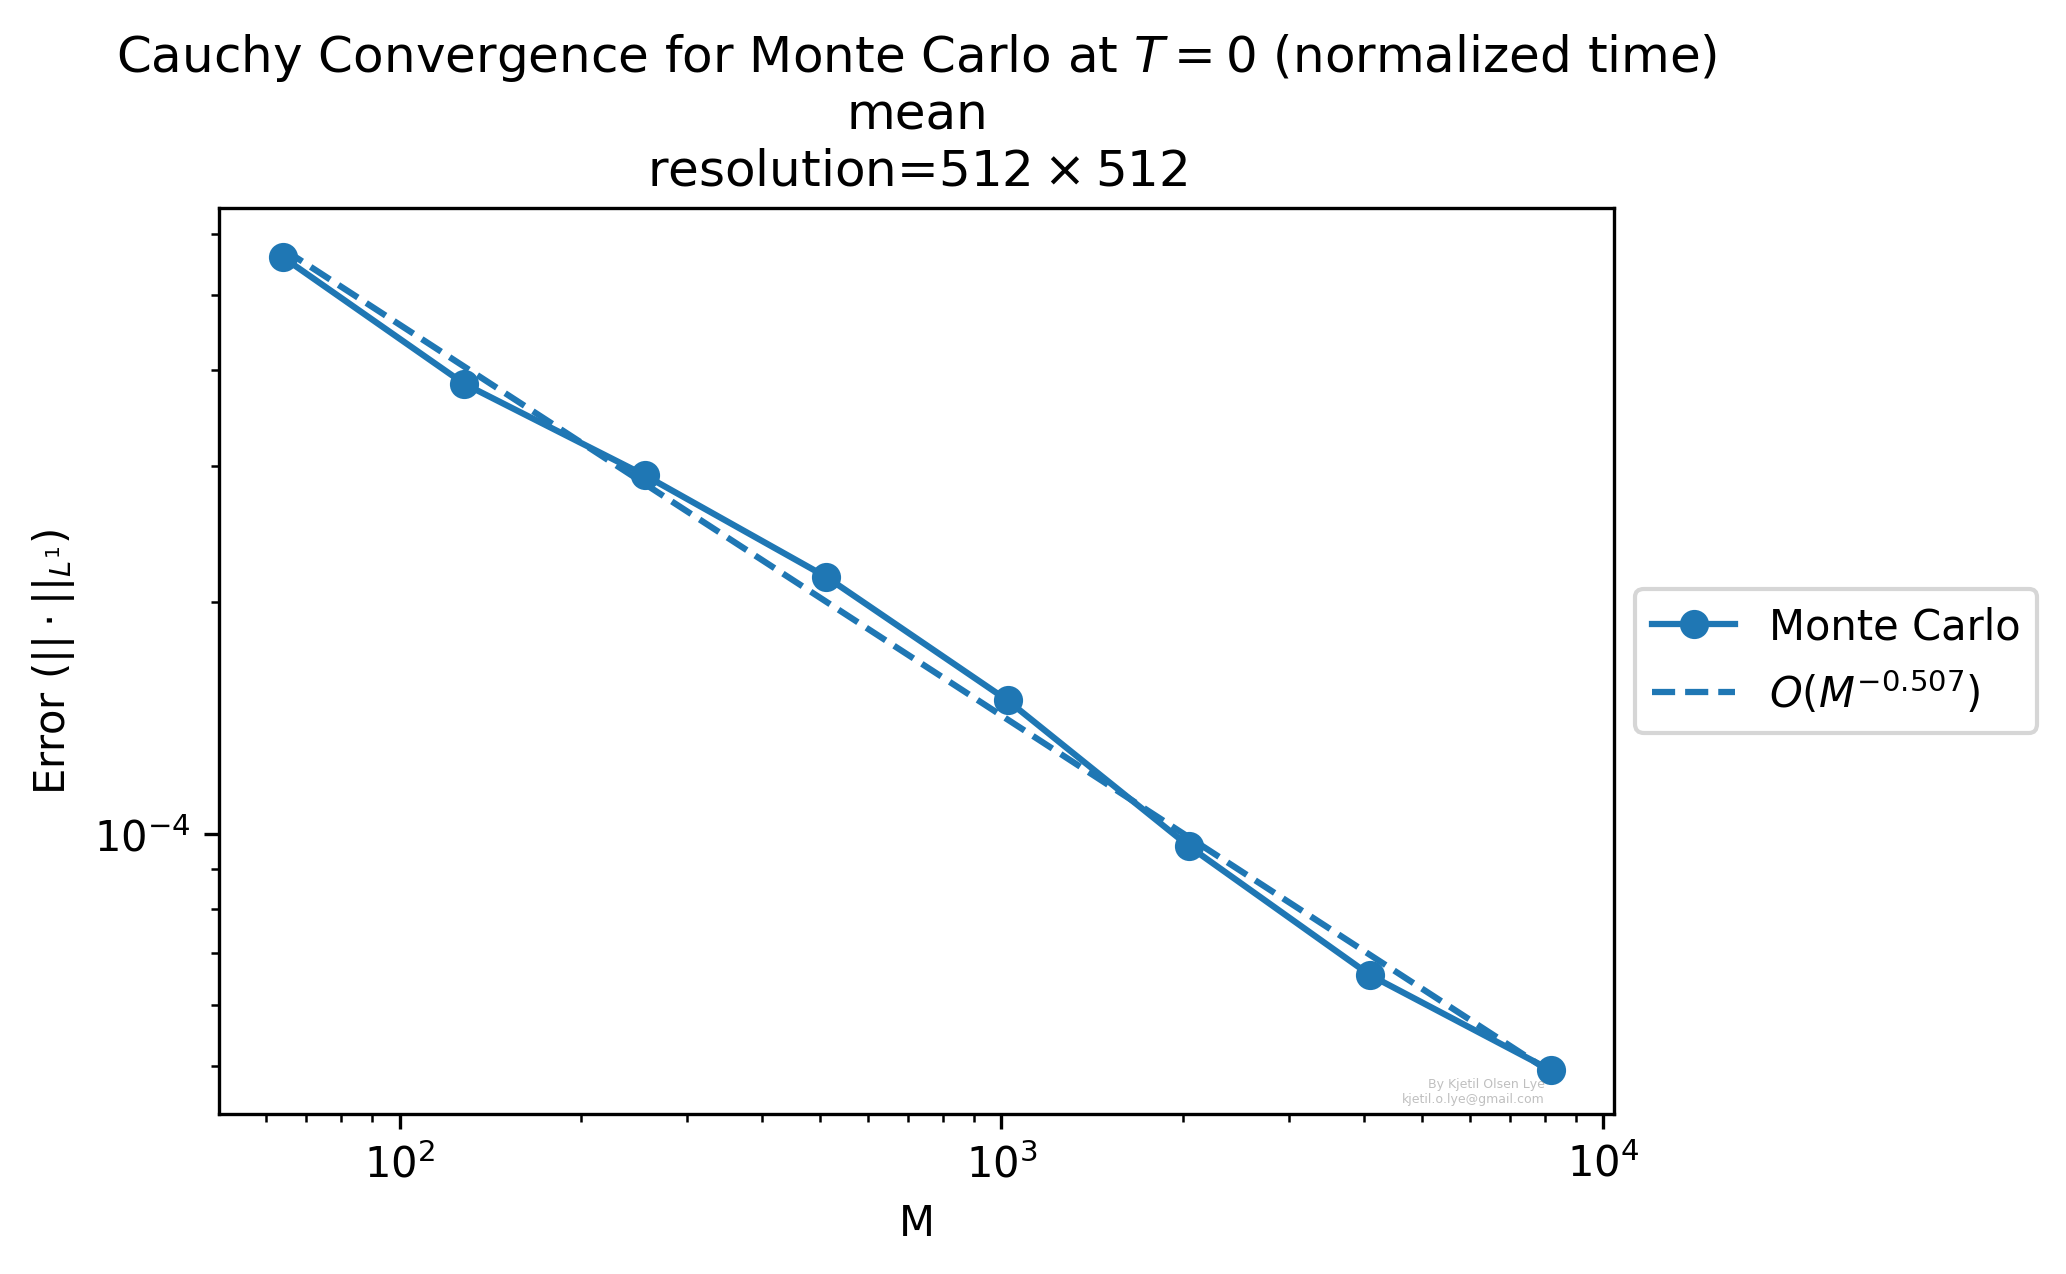 Cauchy Convergence for Monte Carlo at T = 0 (normalized time)
mean
resolution=512 × 512
Error (|| · ||_{L^1})
10^{-4}
Monte Carlo
O(M^{-0.507})
By Kjetil Olsen Lye
kjetil.o.lye@gmail.com
10^2
10^3
10^4
M